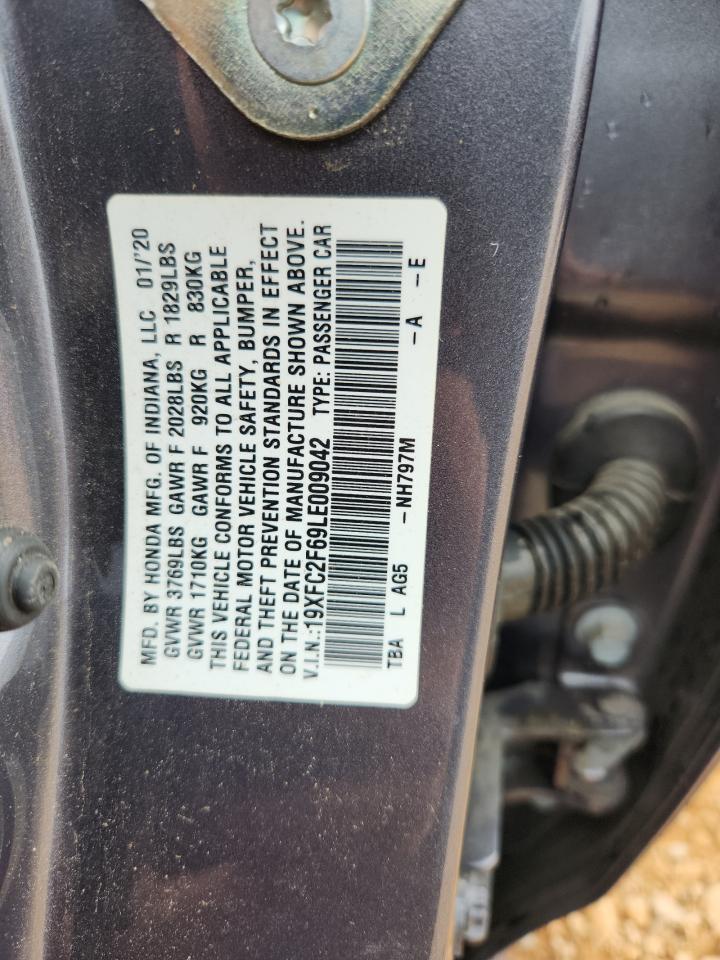 MFD. BY HONDA MFG. OF INDIANA, LLC 01/'20
GVWR 3769LBS GAWR F 2028LBS R 1829LBS
GVWR 1710KG GAWR F 920KG R 830KG
THIS VEHICLE CONFORMS TO ALL APPLICABLE
FEDERAL MOTOR VEHICLE SAFETY, BUMPER,
AND THEFT PREVENTION STANDARDS IN EFFECT
ON THE DATE OF MANUFACTURE SHOWN ABOVE.
V.I.N.:19XFC2F69LE009042 TYPE: PASSENGER CAR
TBA L AG5 -NH797M -A -E